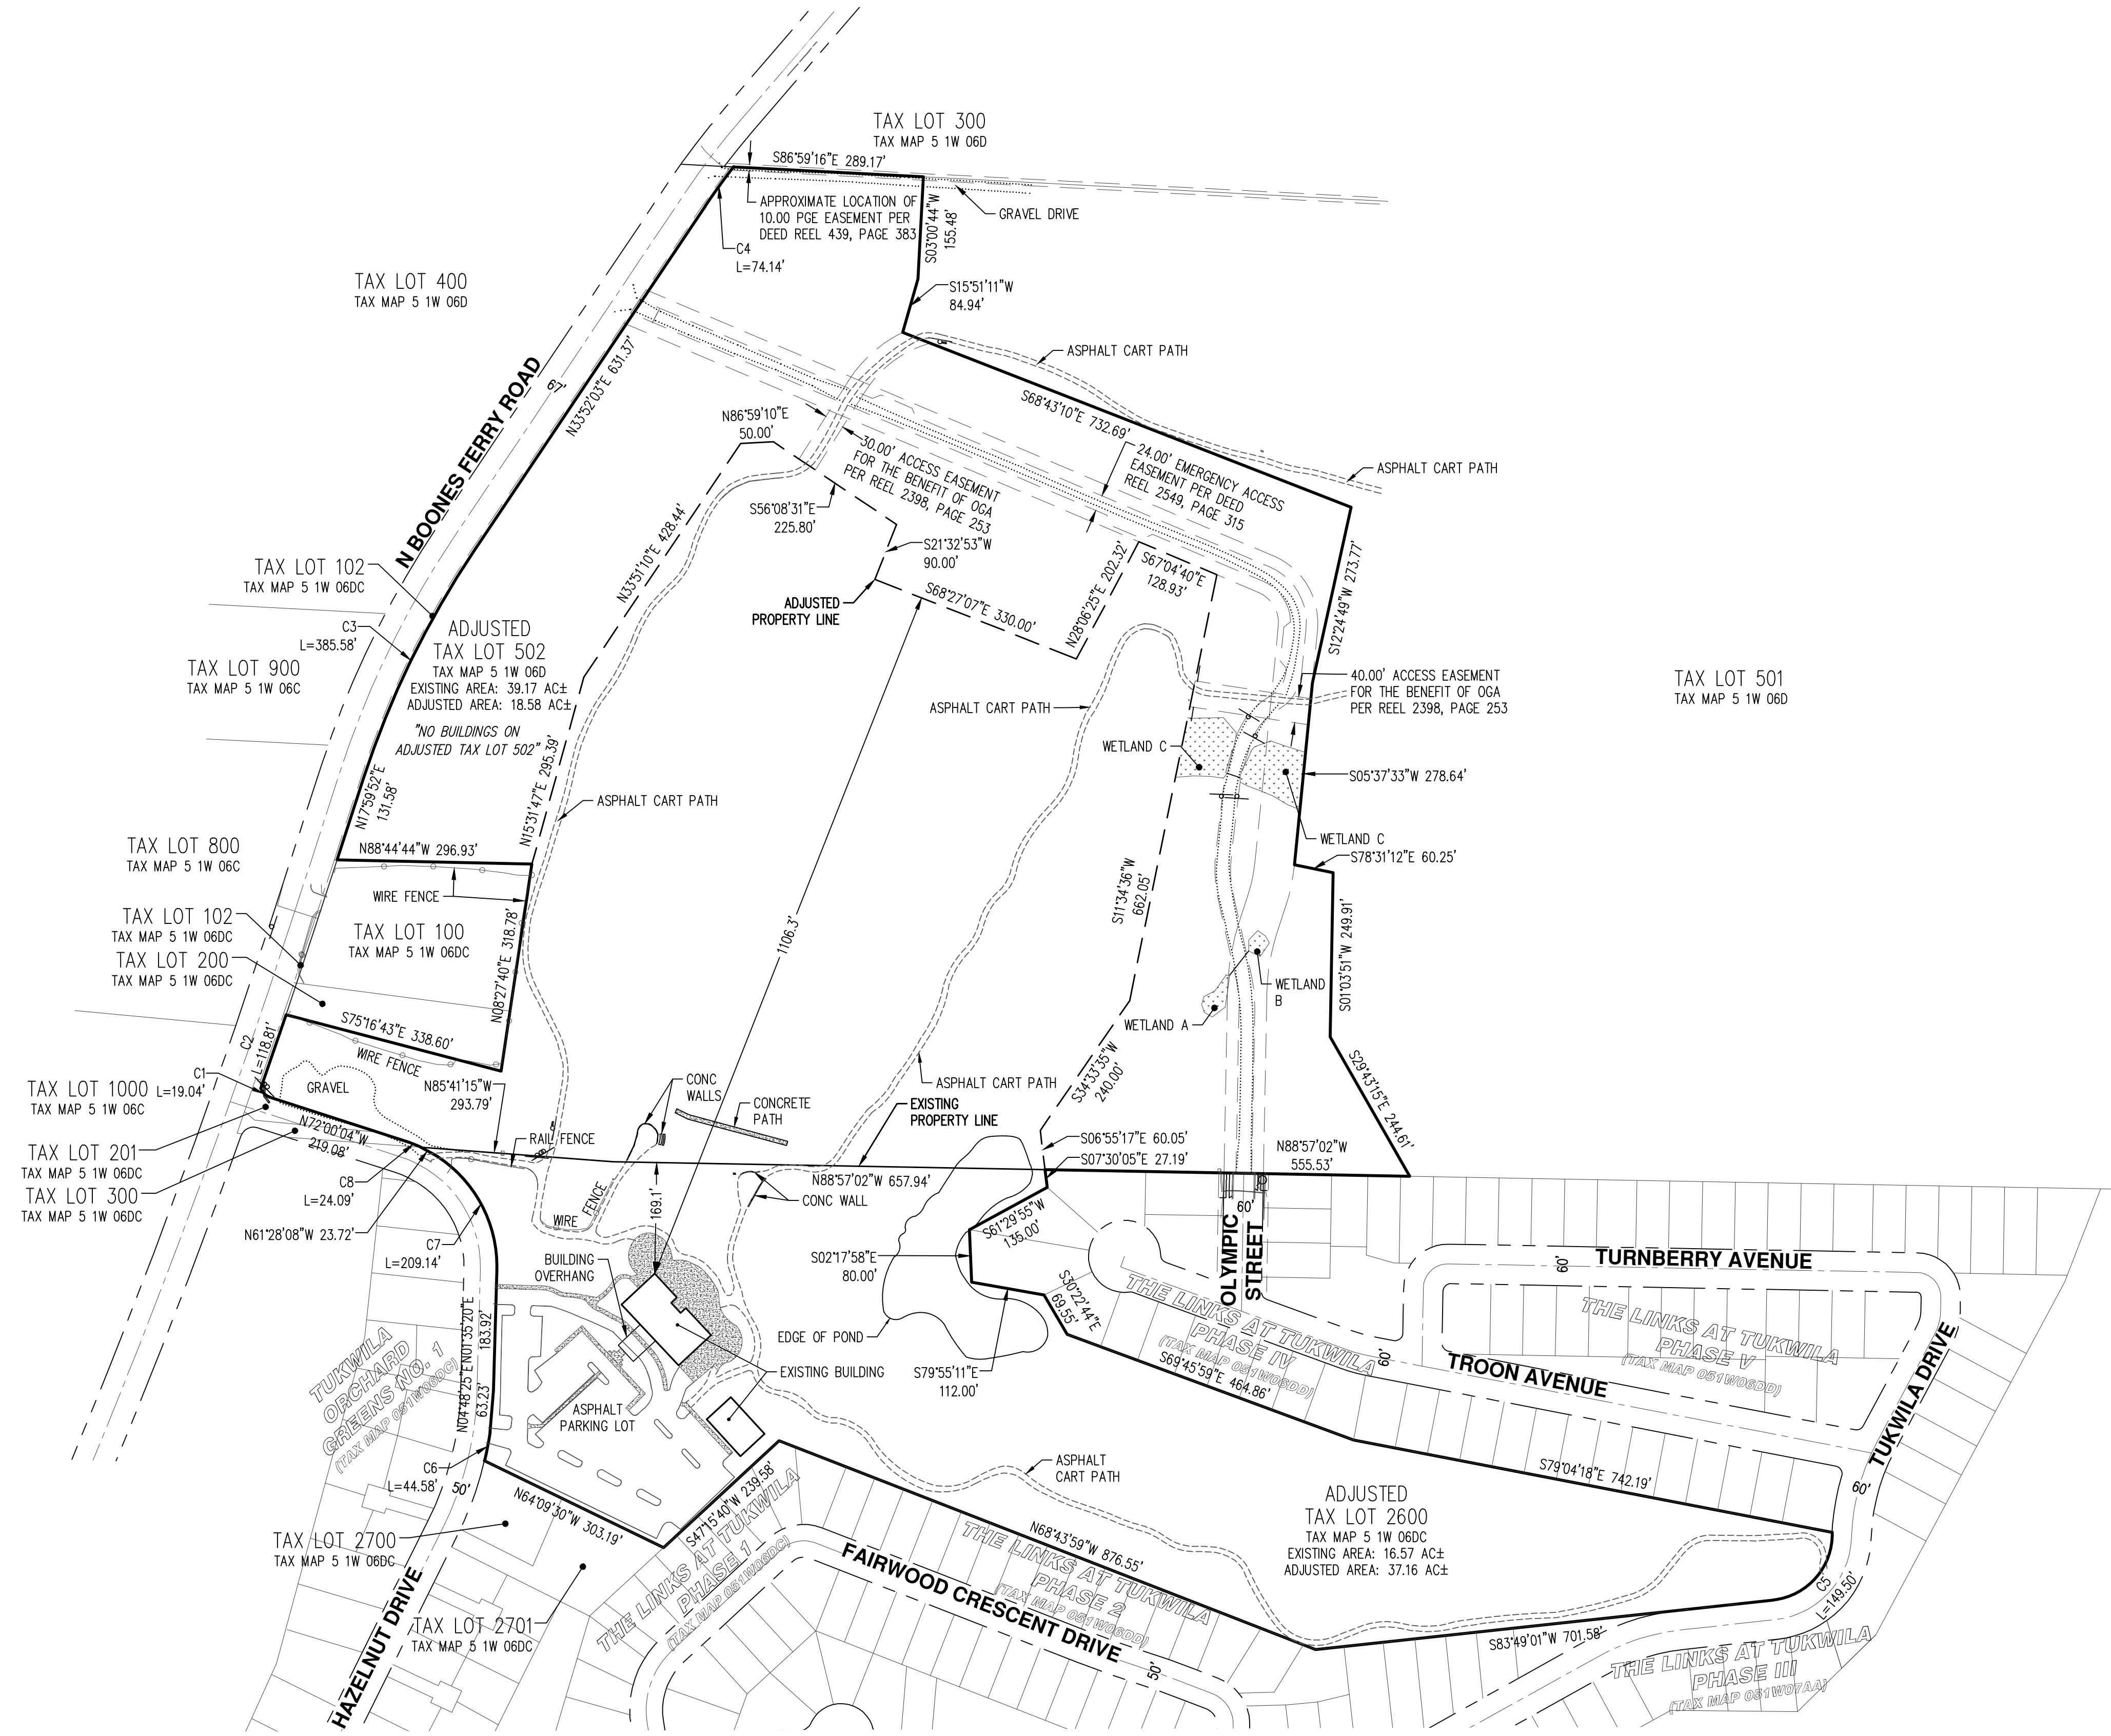 TAX LOT 300
TAX MAP 5 1W 06D
S86°59'16"E 289.17'
APPROXIMATE LOCATION OF
10.00 PGE EASEMENT PER
DEED REEL 439, PAGE 383
S03°00'44"W
155.48'
GRAVEL DRIVE
C4
L=74.14'
S15°51'11"W
84.94'
TAX LOT 400
TAX MAP 5 1W 06D
ASPHALT CART PATH
N BOONES FERRY ROAD
67'
N33°52'03"E 631.37'
S68°43'10"E 732.69'
N86°59'10"E
50.00'
30.00' ACCESS EASEMENT
FOR THE BENEFIT OF OGA
PER REEL 2398, PAGE 253
24.00' EMERGENCY ACCESS
EASEMENT PER DEED
REEL 2549, PAGE 315
ASPHALT CART PATH
S56°08'31"E
225.80'
N33°51'10"E 428.44'
S21°32'53"W
90.00'
S67°04'40"E
128.93'
N28°06'25"E 202.32'
S68°27'07"E 330.00'
ADJUSTED
PROPERTY LINE
S12°24'49"W 273.77'
TAX LOT 102
TAX MAP 5 1W 06DC
C3
L=385.58'
ADJUSTED
TAX LOT 502
TAX MAP 5 1W 06D
EXISTING AREA: 39.17 AC±
ADJUSTED AREA: 18.58 AC±
"NO BUILDINGS ON
ADJUSTED TAX LOT 502"
TAX LOT 900
TAX MAP 5 1W 06C
40.00' ACCESS EASEMENT
FOR THE BENEFIT OF OGA
PER REEL 2398, PAGE 253
TAX LOT 501
TAX MAP 5 1W 06D
ASPHALT CART PATH
WETLAND C
S05°37'33"W 278.64'
N17°59'52"E
131.58'
N15°31'47"E 295.39'
ASPHALT CART PATH
WETLAND C
S78°31'12"E 60.25'
TAX LOT 800
TAX MAP 5 1W 06C
N88°44'44"W 296.93'
WIRE FENCE
S11°34'36"W
662.05'
TAX LOT 102
TAX MAP 5 1W 06DC
TAX LOT 100
TAX MAP 5 1W 06DC
TAX LOT 200
TAX MAP 5 1W 06DC
N08°27'40"E 318.78'
1106.3'
S01°03'51"W 249.91'
WETLAND
B
WETLAND A
S75°16'43"E 338.60'
WIRE FENCE
C2
L=118.81'
C1
L=19.04'
TAX LOT 1000
TAX MAP 5 1W 06C
GRAVEL
N85°41'15"W
293.79'
CONC
WALLS
CONCRETE
PATH
ASPHALT CART PATH
EXISTING
PROPERTY LINE
S34°33'35"W
240.00'
S29°43'15"E 244.61'
N72°00'04"W
219.08'
RAIL FENCE
S06°55'17"E 60.05'
S07°30'05"E 27.19'
N88°57'02"W
555.53'
TAX LOT 201
TAX MAP 5 1W 06DC
TAX LOT 300
TAX MAP 5 1W 06DC
C8
L=24.09'
N88°57'02"W 657.94'
CONC WALL
WIRE
FENCE
169.1'
N61°28'08"W 23.72'
C7
L=209.14'
S61°29'55"W
135.00'
S02°17'58"E
80.00'
60'
OLYMPIC
STREET
TURNBERRY AVENUE
60'
BUILDING
OVERHANG
S30°22'44"E
69.55'
EDGE OF POND
THE LINKS AT TUKWILA
PHASE IV
(TAX MAP 051W06DD)
THE LINKS AT TUKWILA
PHASE V
(TAX MAP 051W06DD)
TUKWILA DRIVE
N01°35'20"E
183.92'
N04°48'25"E
63.23'
TUKWILA
ORCHARD
GREENS NO. 1
(TAX MAP 051W06DC)
EXISTING BUILDING
S79°55'11"E
112.00'
S69°45'59"E 464.86'
60'
TROON AVENUE
ASPHALT
PARKING LOT
C6
L=44.58'
50'
ASPHALT
CART PATH
S79°04'18"E 742.19'
60'
N64°09'30"W 303.19'
S47°15'40"W 239.58'
THE LINKS AT TUKWILA
PHASE 1
(TAX MAP 051W06DC)
ADJUSTED
TAX LOT 2600
TAX MAP 5 1W 06DC
EXISTING AREA: 16.57 AC±
ADJUSTED AREA: 37.16 AC±
TAX LOT 2700
TAX MAP 5 1W 06DC
N68°43'59"W 876.55'
THE LINKS AT TUKWILA
PHASE 2
(TAX MAP 051W06DD)
FAIRWOOD CRESCENT DRIVE
50'
C5
L=149.50'
TAX LOT 2701
TAX MAP 5 1W 06DC
HAZELNUT DRIVE
S83°49'01"W 701.58'
THE LINKS AT TUKWILA
PHASE III
(TAX MAP 051W07AA)